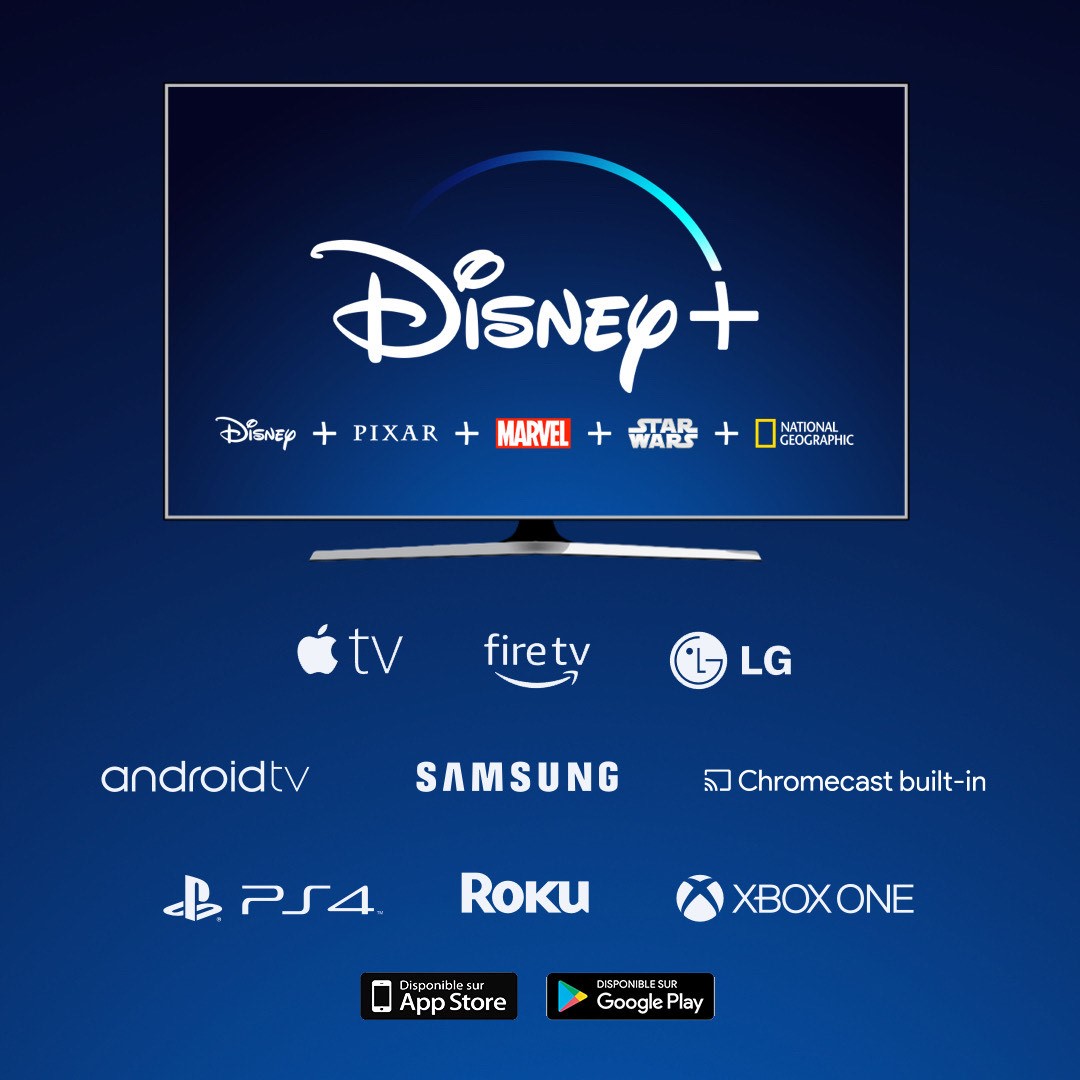 Disney+
Disney + PIXAR + MARVEL + STAR WARS + NATIONAL GEOGRAPHIC
tv
fire tv
LG
androidtv
SAMSUNG
Chromecast built-in
PS4
ROKU
XBOX ONE
Disponible sur
App Store
DISPONIBLE SUR
Google Play